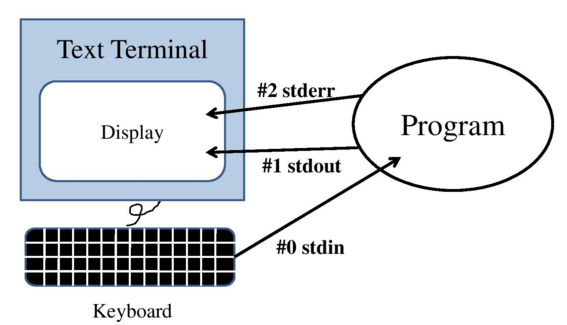 Text Terminal
Display
#2 stderr
#1 stdout
#0 stdin
Program
Keyboard